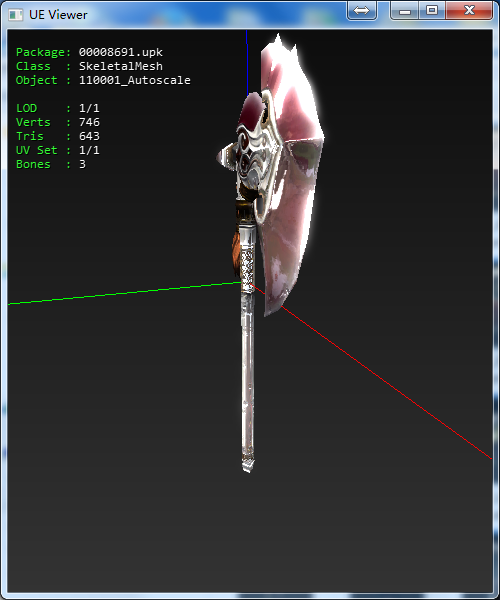 UE Viewer
Package: 00008691.upk
Class  : SkeletalMesh
Object : 110001_Autoscale
LOD    : 1/1
Verts  : 746
Tris   : 643
UV Set : 1/1
Bones  : 3